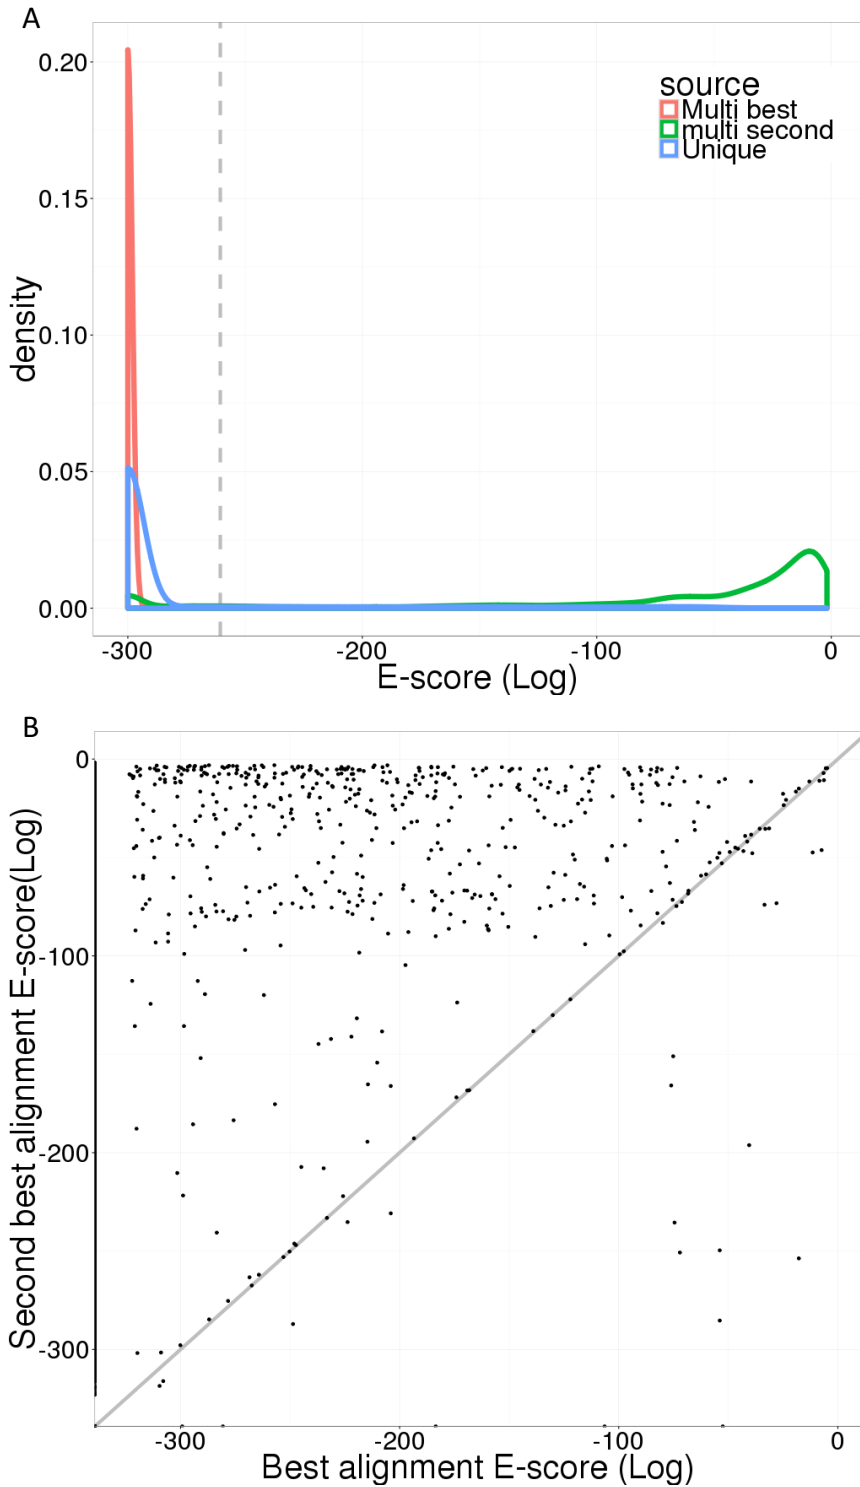 A
density
0.20
0.15
0.10
0.05
0.00
source
Multi best
multi second
Unique
-300
-200
-100
0
E-score (Log)
B
Second best alignment E-score(Log)
0
-100
-200
-300
-300
-200
-100
0
Best alignment E-score (Log)